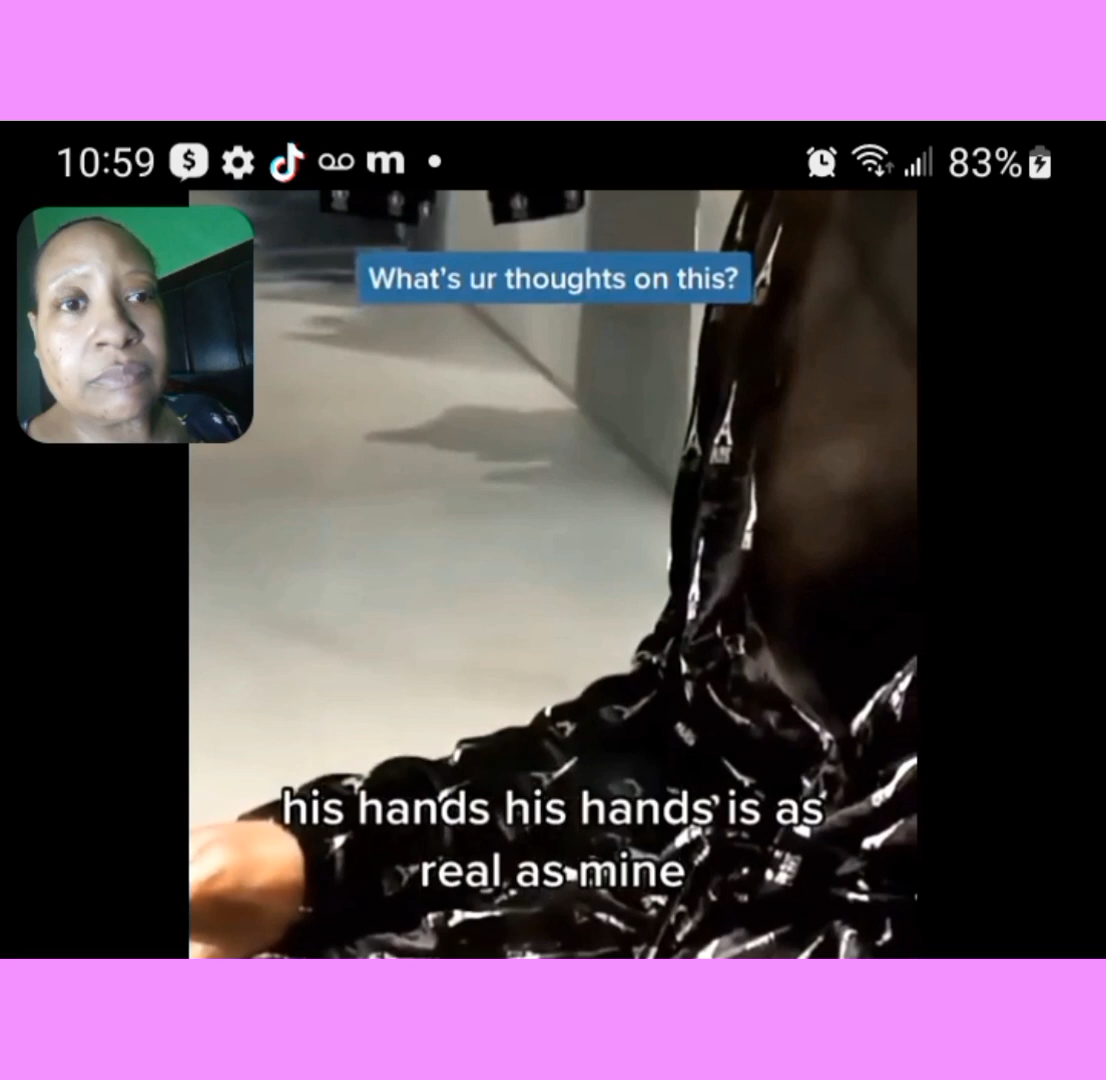 10:59 $ m 83%
What's ur thoughts on this?
his hands his hands is as
real as mine